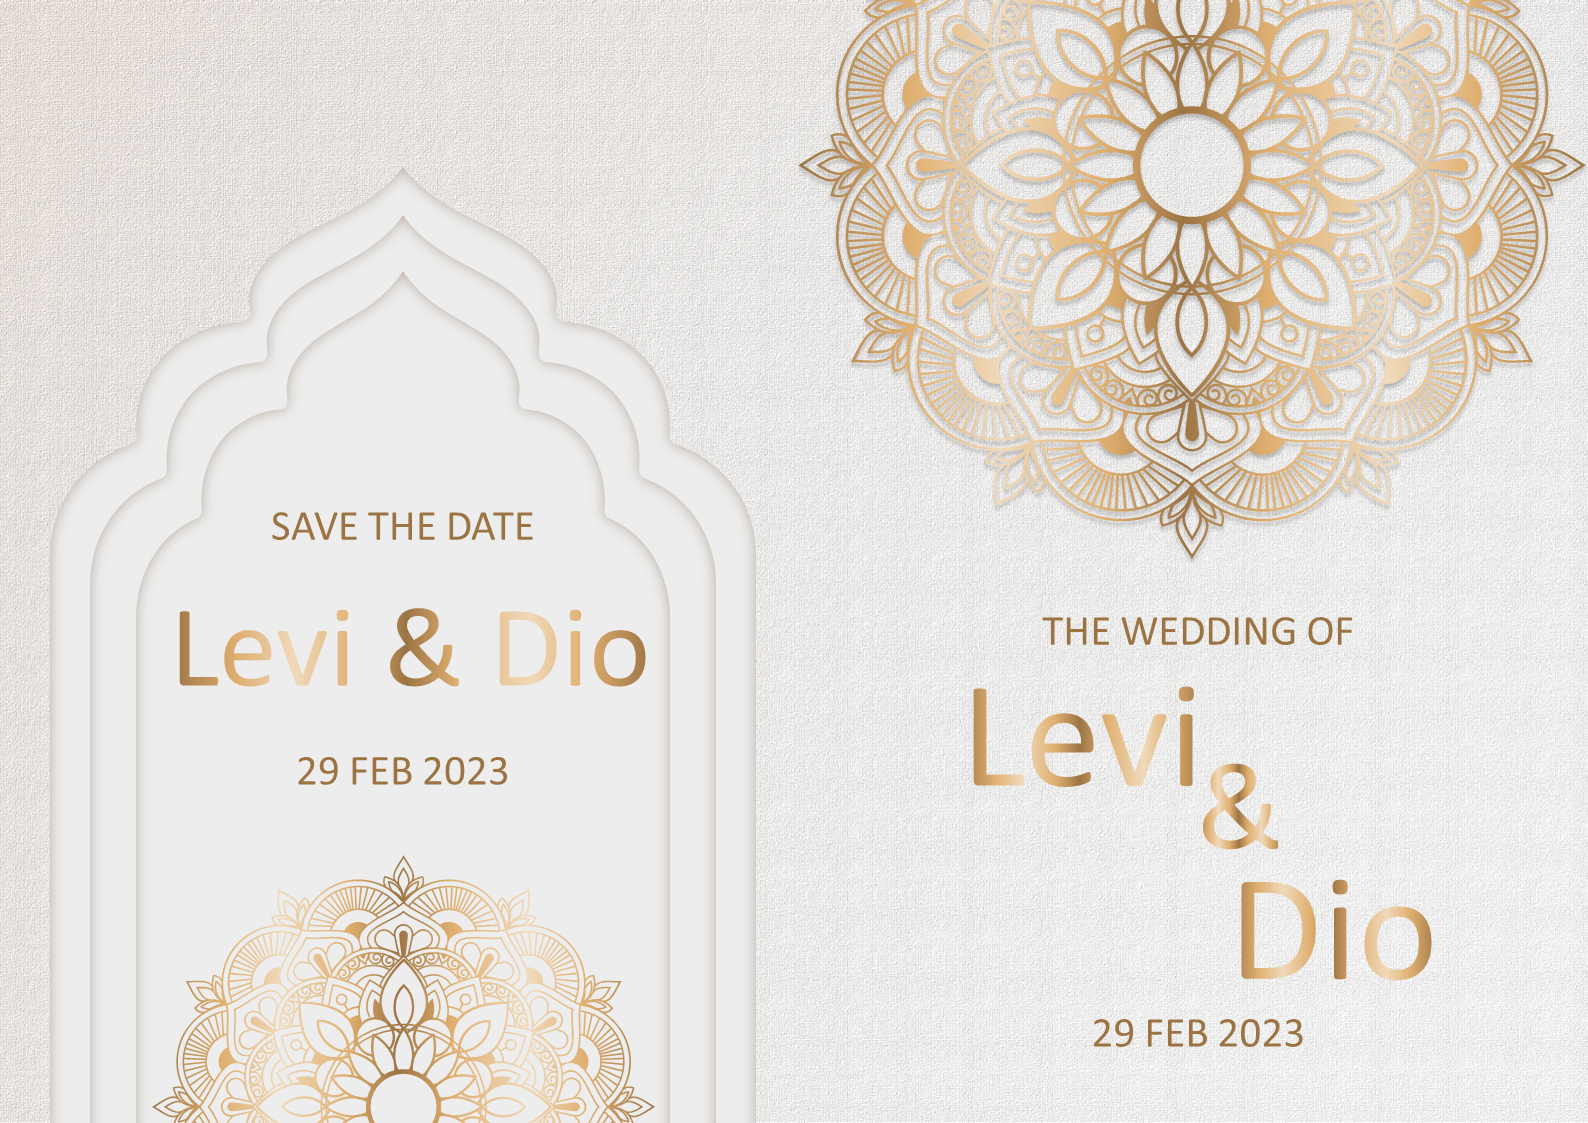 SAVE THE DATE
Levi & Dio
29 FEB 2023
THE WEDDING OF
Levi
&
Dio
29 FEB 2023